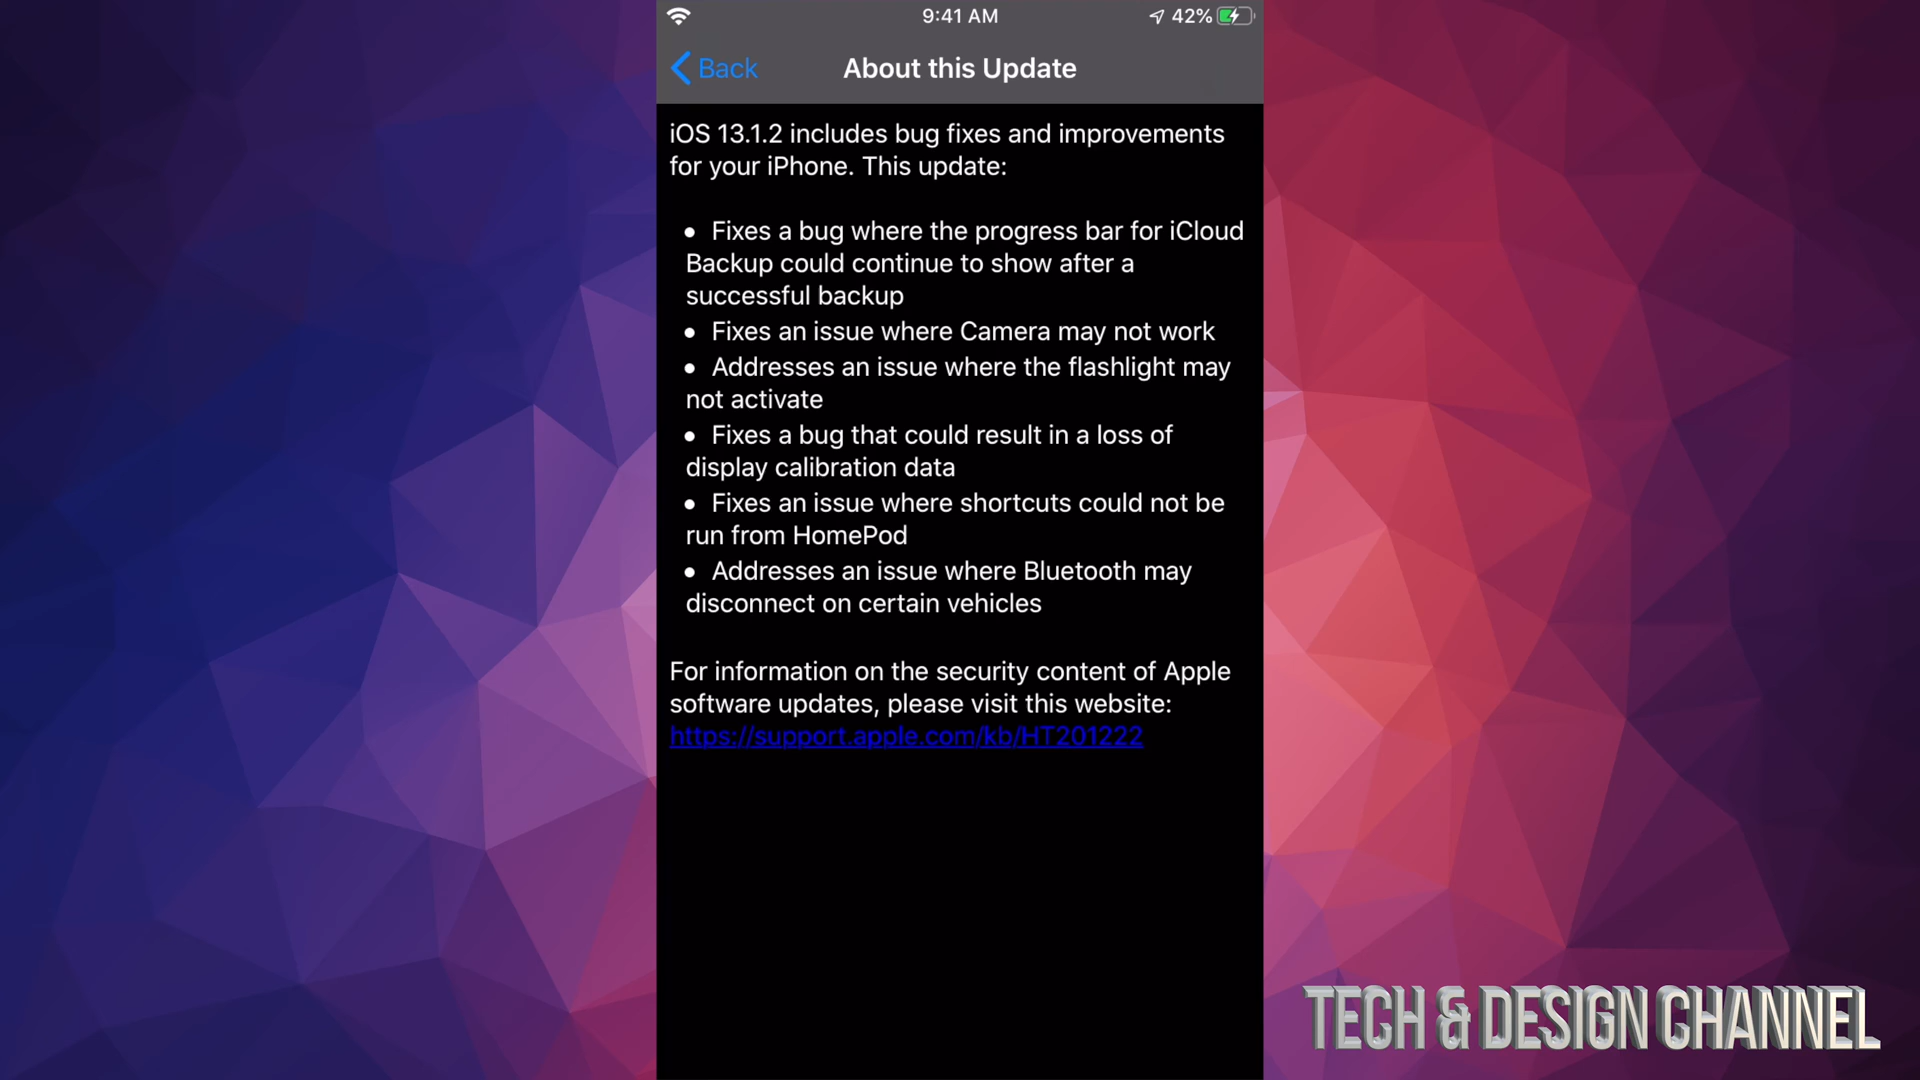 9:41 AM
42%
Back
About this Update
iOS 13.1.2 includes bug fixes and improvements
for your iPhone. This update:
• Fixes a bug where the progress bar for iCloud
Backup could continue to show after a
successful backup
• Fixes an issue where Camera may not work
• Addresses an issue where the flashlight may
not activate
• Fixes a bug that could result in a loss of
display calibration data
• Fixes an issue where shortcuts could not be
run from HomePod
• Addresses an issue where Bluetooth may
disconnect on certain vehicles
For information on the security content of Apple
software updates, please visit this website:
https://support.apple.com/kb/HT201222
TECH & DESIGN CHANNEL